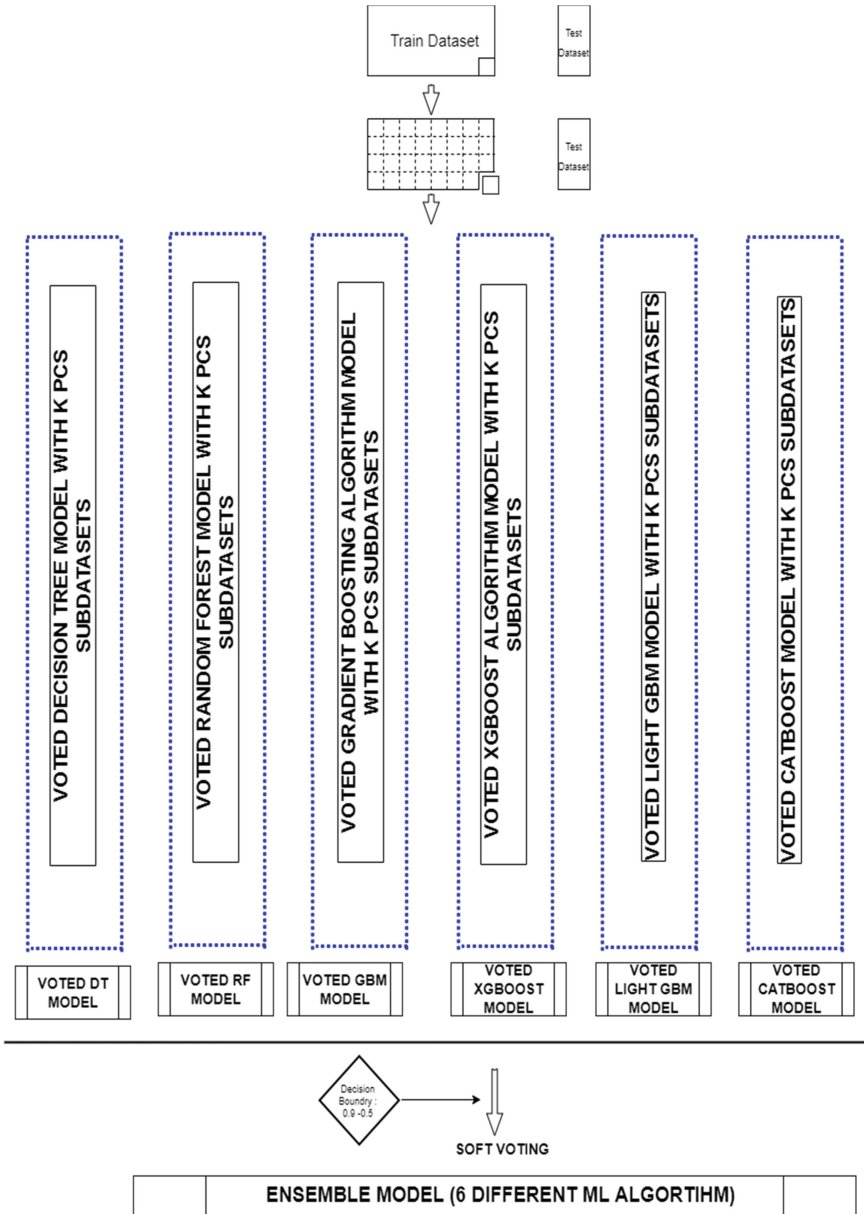 Train Dataset
Test
Dataset
Test
Dataset
VOTED DECISION TREE MODEL WITH K PCS
SUBDATASETS
VOTED RANDOM FOREST MODEL WITH K PCS
SUBDATASETS
VOTED GRADIENT BOOSTING ALGORITHM MODEL
WITH K PCS SUBDATASETS
VOTED XGBOOST ALGORITHM MODEL WITH K PCS
SUBDATASETS
VOTED LIGHT GBM MODEL WITH K PCS SUBDATASETS
VOTED CATBOOST MODEL WITH K PCS SUBDATASETS
VOTED DT
MODEL
VOTED RF
MODEL
VOTED GBM
MODEL
VOTED
XGBOOST
MODEL
VOTED
LIGHT GBM
MODEL
VOTED
CATBOOST
MODEL
Decision
Boundry :
0.9 -0.5
SOFT VOTING
ENSEMBLE MODEL (6 DIFFERENT ML ALGORTIHM)